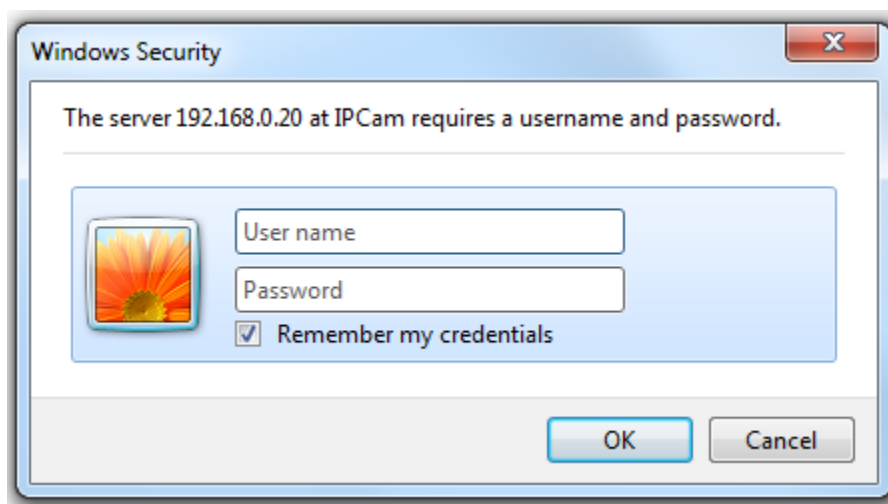 Windows Security
The server 192.168.0.20 at IPCam requires a username and password.
User name
Password
Remember my credentials
OK
Cancel